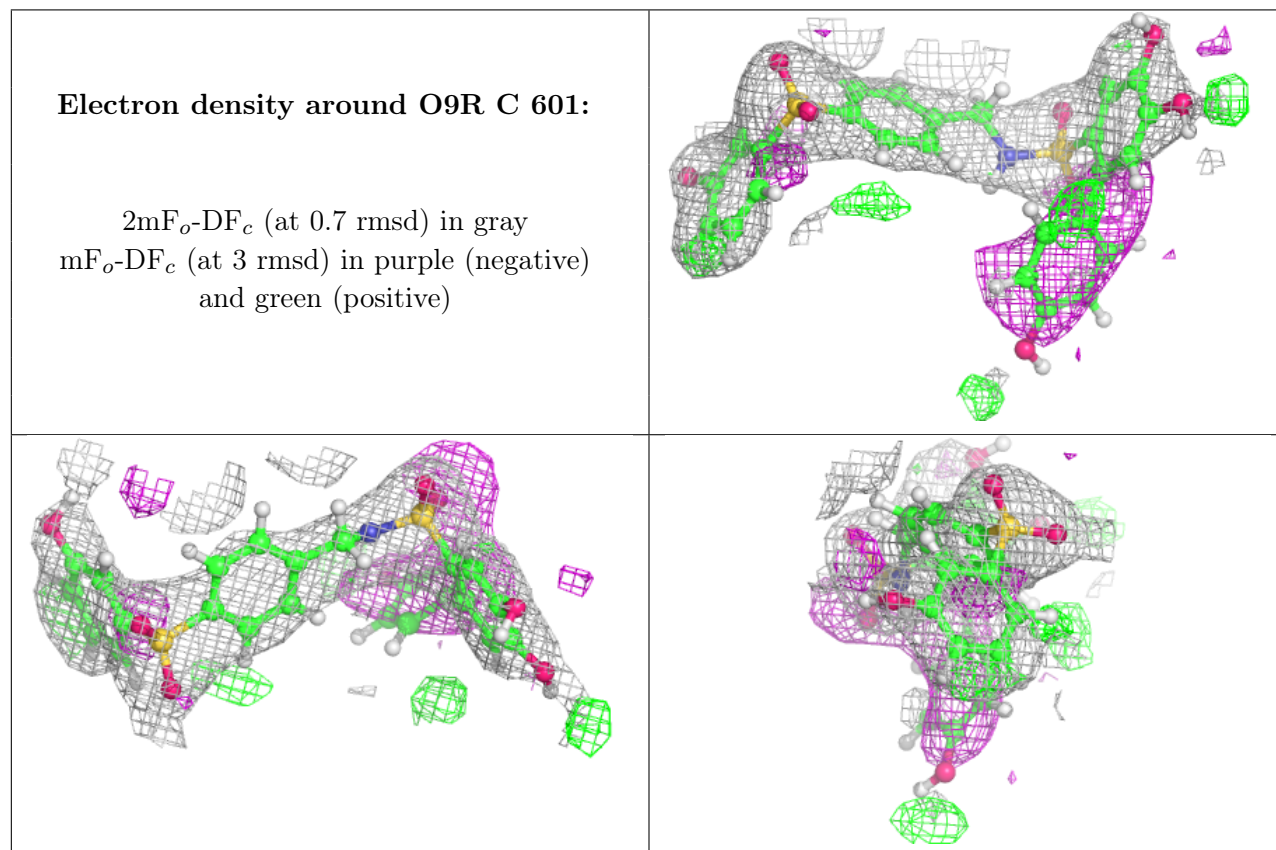 Electron density around O9R C 601:
2mFo-DFc (at 0.7 rmsd) in gray
mFo-DFc (at 3 rmsd) in purple (negative)
and green (positive)